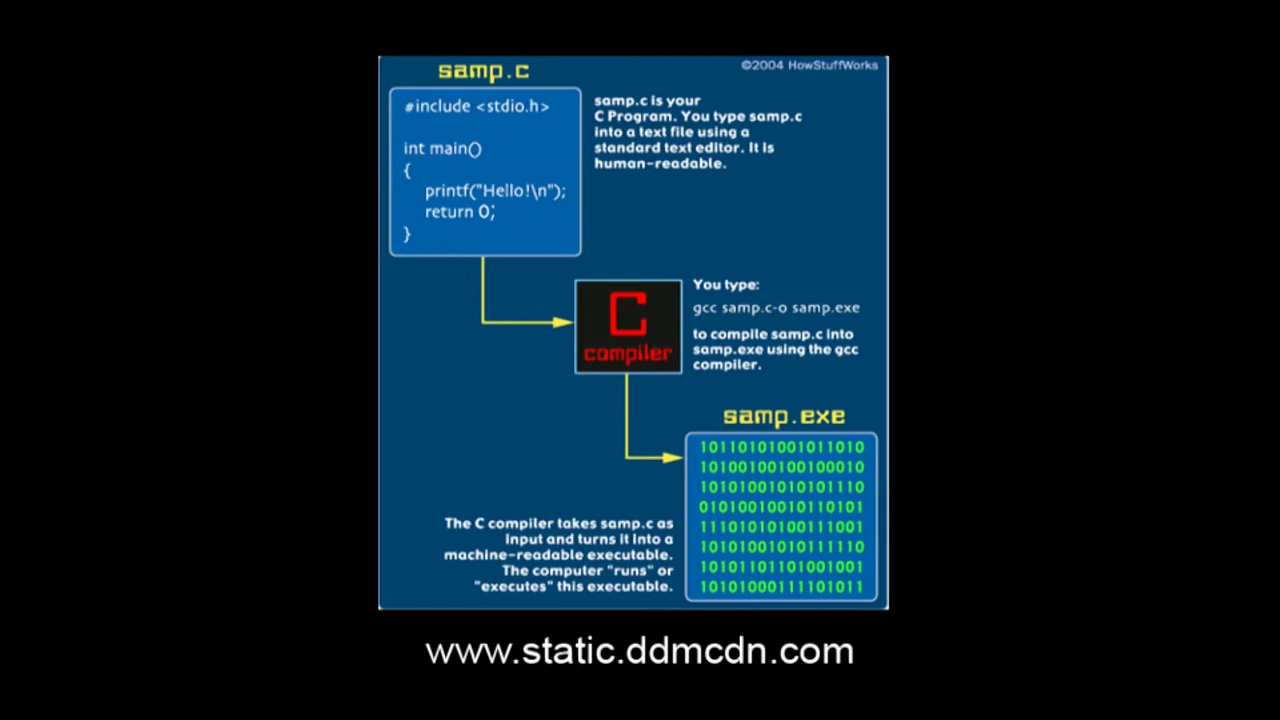 samp.c
©2004 HowStuffWorks
#include <stdio.h>
int main()
{
printf("Hello!\n");
return 0;
}
samp.c is your
C Program. You type samp.c
into a text file using a
standard text editor. It is
human-readable.
C
compiler
You type:
gcc samp.c-o samp.exe
to compile samp.c into
samp.exe using the gcc
compiler.
samp.exe
10110101001011010
10100100100100010
10101001010101110
01010010010110101
11101010100111001
10101001010111110
10101101101001001
10101000111101011
The C compiler takes samp.c as
input and turns it into a
machine-readable executable.
The computer "runs" or
"executes" this executable.
www.static.ddmcdn.com